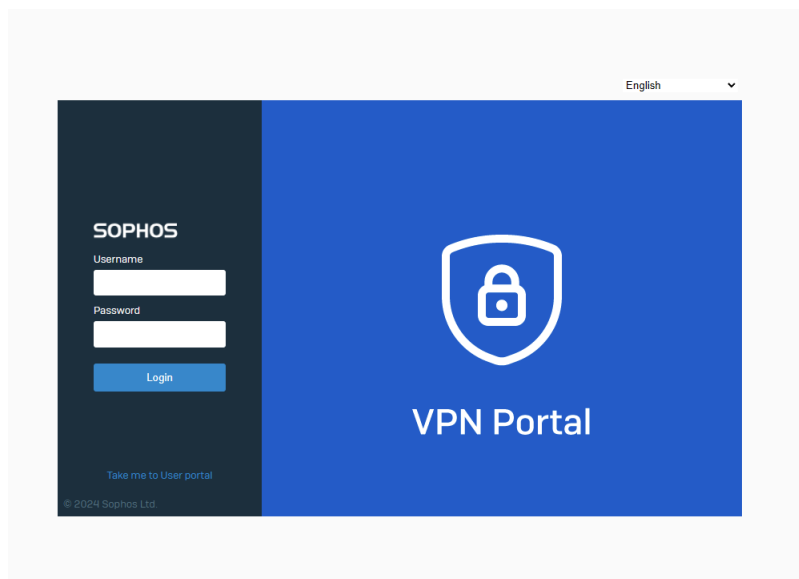 English
SOPHOS
Username
Password
Login
VPN Portal
Take me to User portal
© 2024 Sophos Ltd.